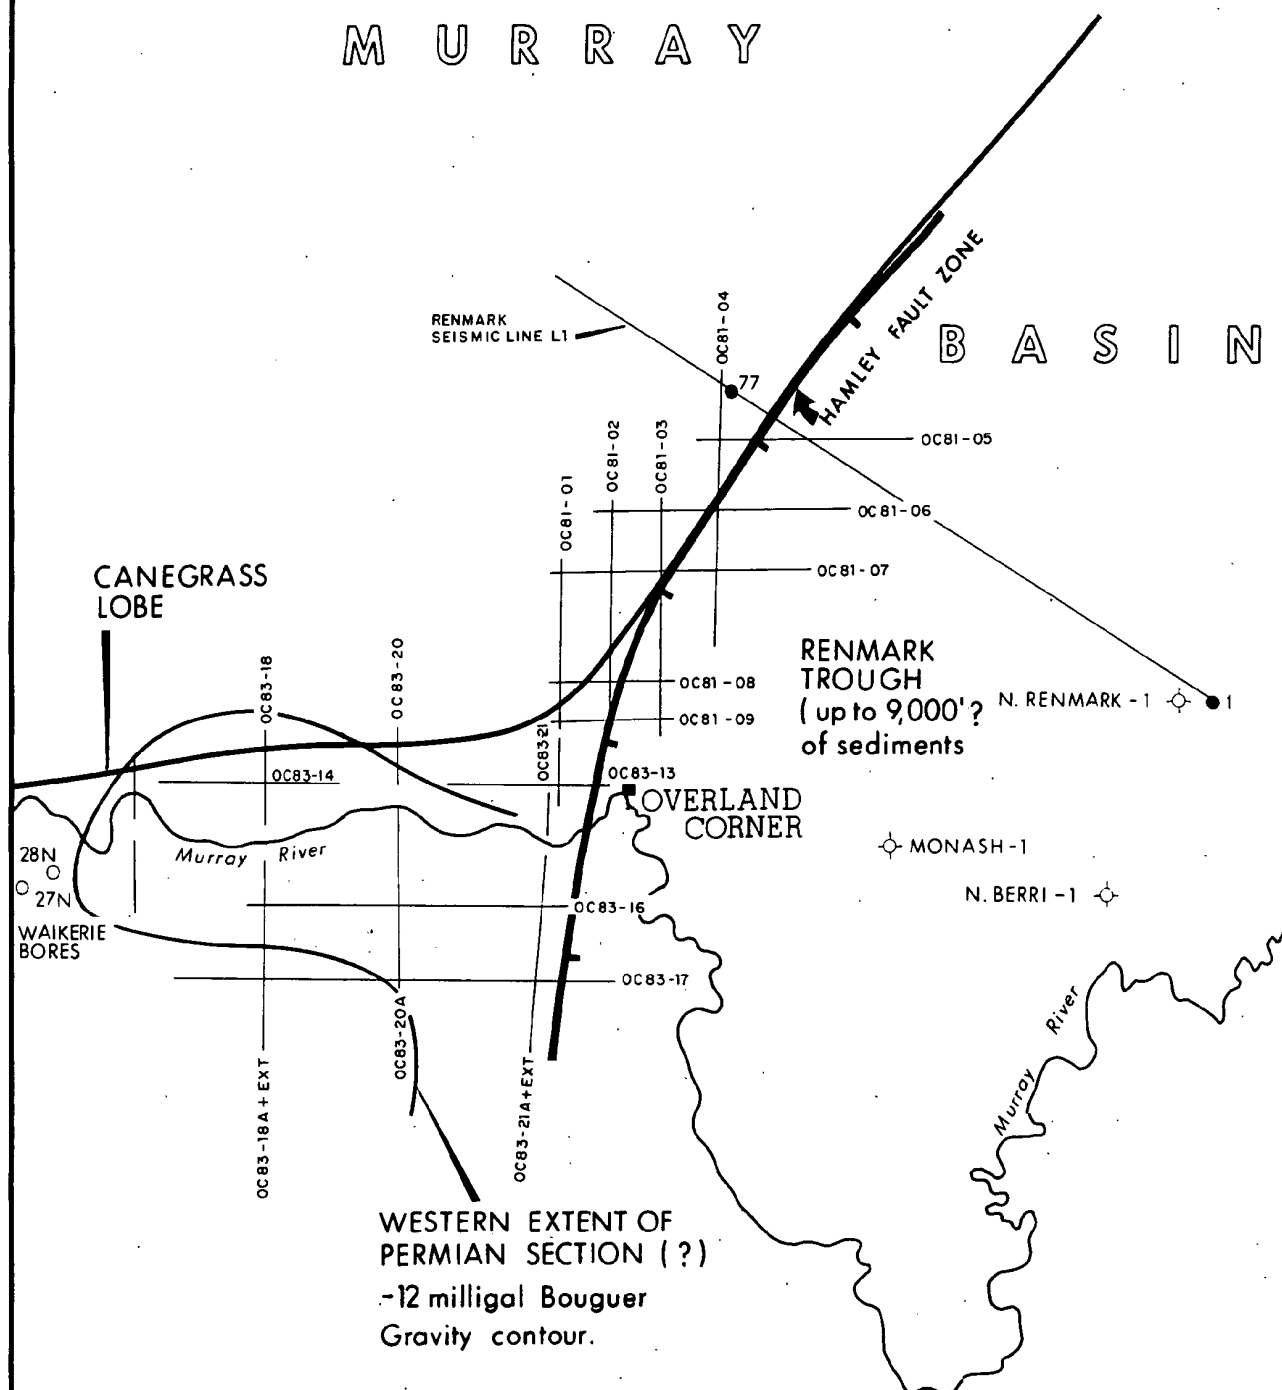 MURRAY
BASIN
RENMARK
SEISMIC LINE L1
OC81-04
77
HAMLEY FAULT ZONE
OC81-05
OC81-02
OC81-03
OC81-01
OC81-06
OC81-07
CANEGRASS
LOBE
OC83-18
OC83-20
OC81-08
OC81-09
RENMARK
TROUGH
(up to 9,000'?
of sediments
N. RENMARK-1
1
OC83-21
OC83-14
OC83-13
OVERLAND
CORNER
Murray River
28N
27N
WAIKERIE
BORES
MONASH-1
N. BERRI-1
OC83-16
OC83-17
OC83-18A+EXT
OC83-20A
OC83-21A+EXT
Murray River
WESTERN EXTENT OF
PERMIAN SECTION (?)
-12 milligal Bouguer
Gravity contour.